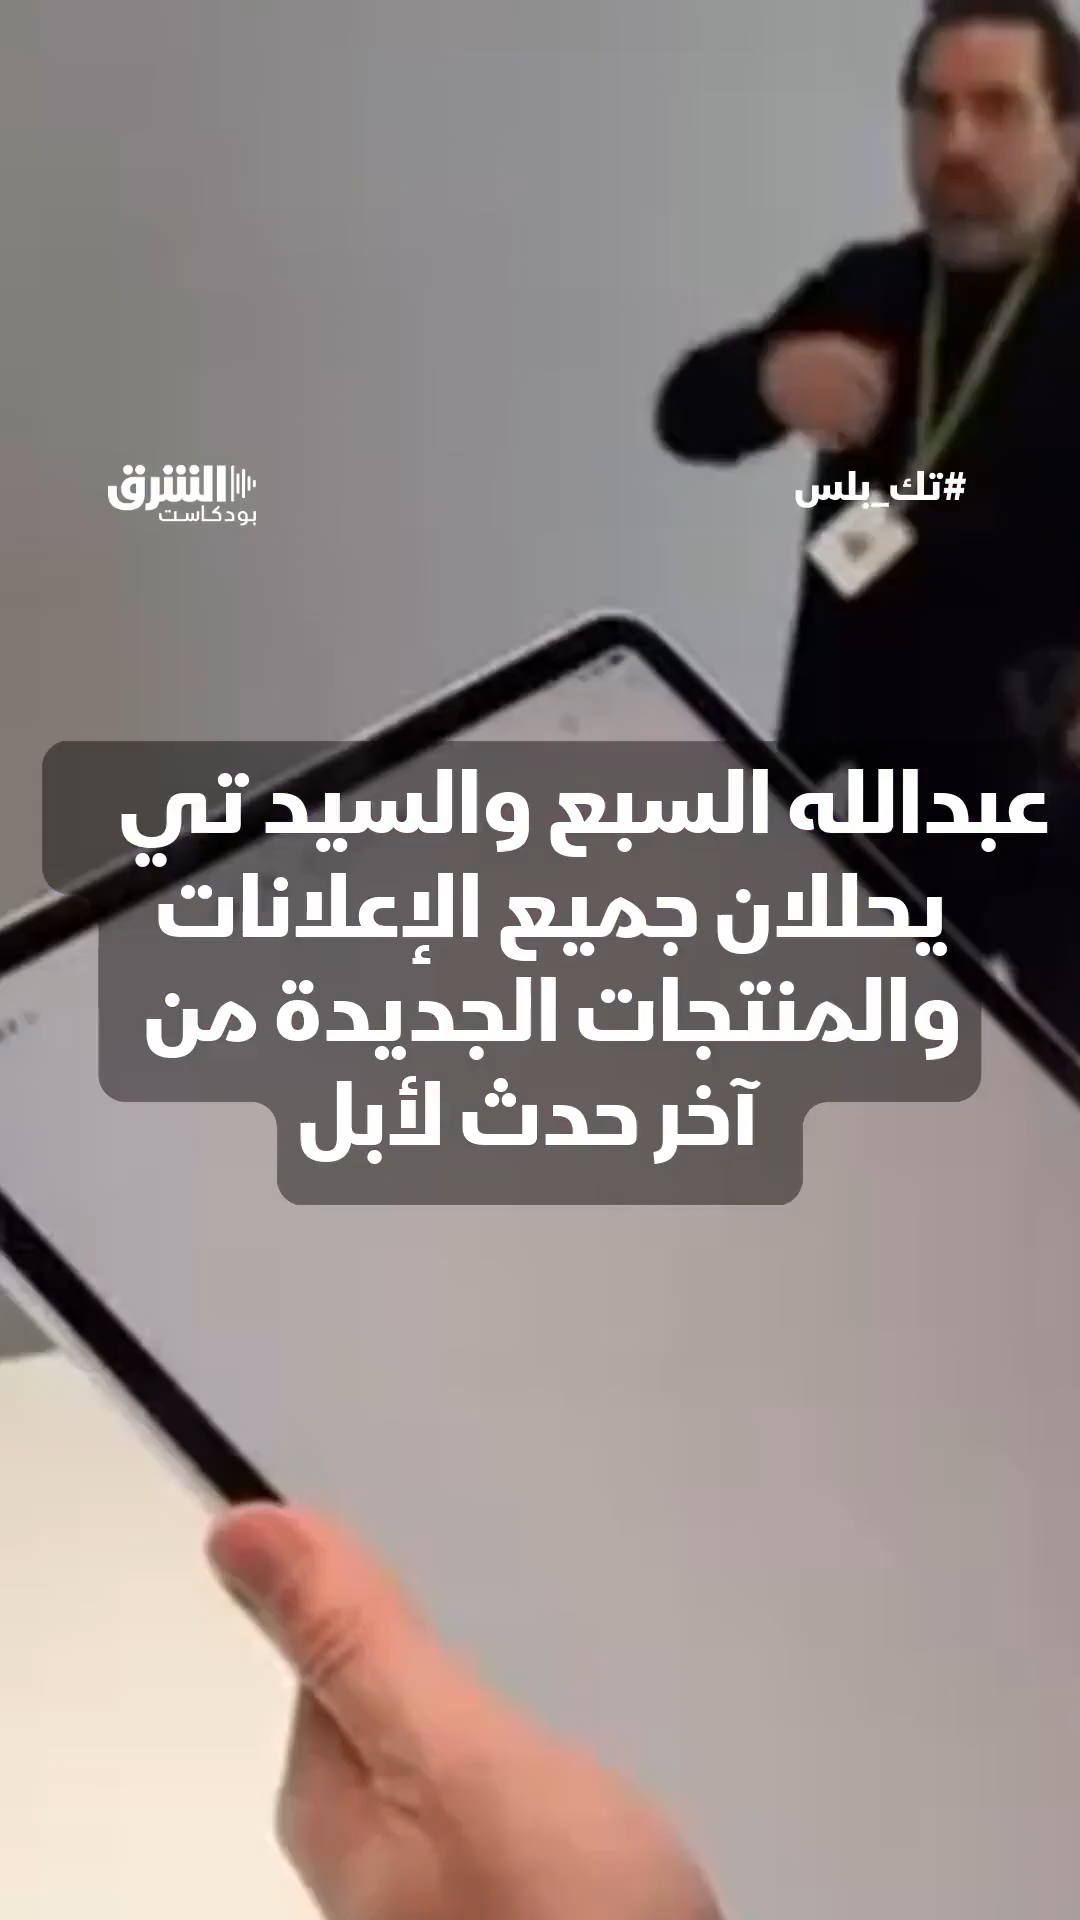 الشرق
بودكاست
#تك_بلس
عبدالله السبع والسيد تي
يحللان جميع الإعلانات
والمنتجات الجديدة من
آخر حدث لأبل